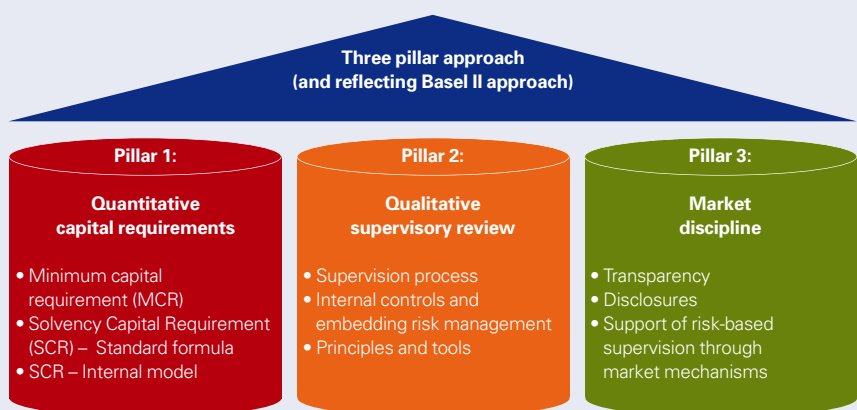 Three pillar approach
(and reflecting Basel II approach)
Pillar 1:
Quantitative
capital requirements
• Minimum capital
requirement (MCR)
• Solvency Capital Requirement
(SCR) – Standard formula
• SCR – Internal model
Pillar 2:
Qualitative
supervisory review
• Supervision process
• Internal controls and
embedding risk management
• Principles and tools
Pillar 3:
Market
discipline
• Transparency
• Disclosures
• Support of risk-based
supervision through
market mechanisms